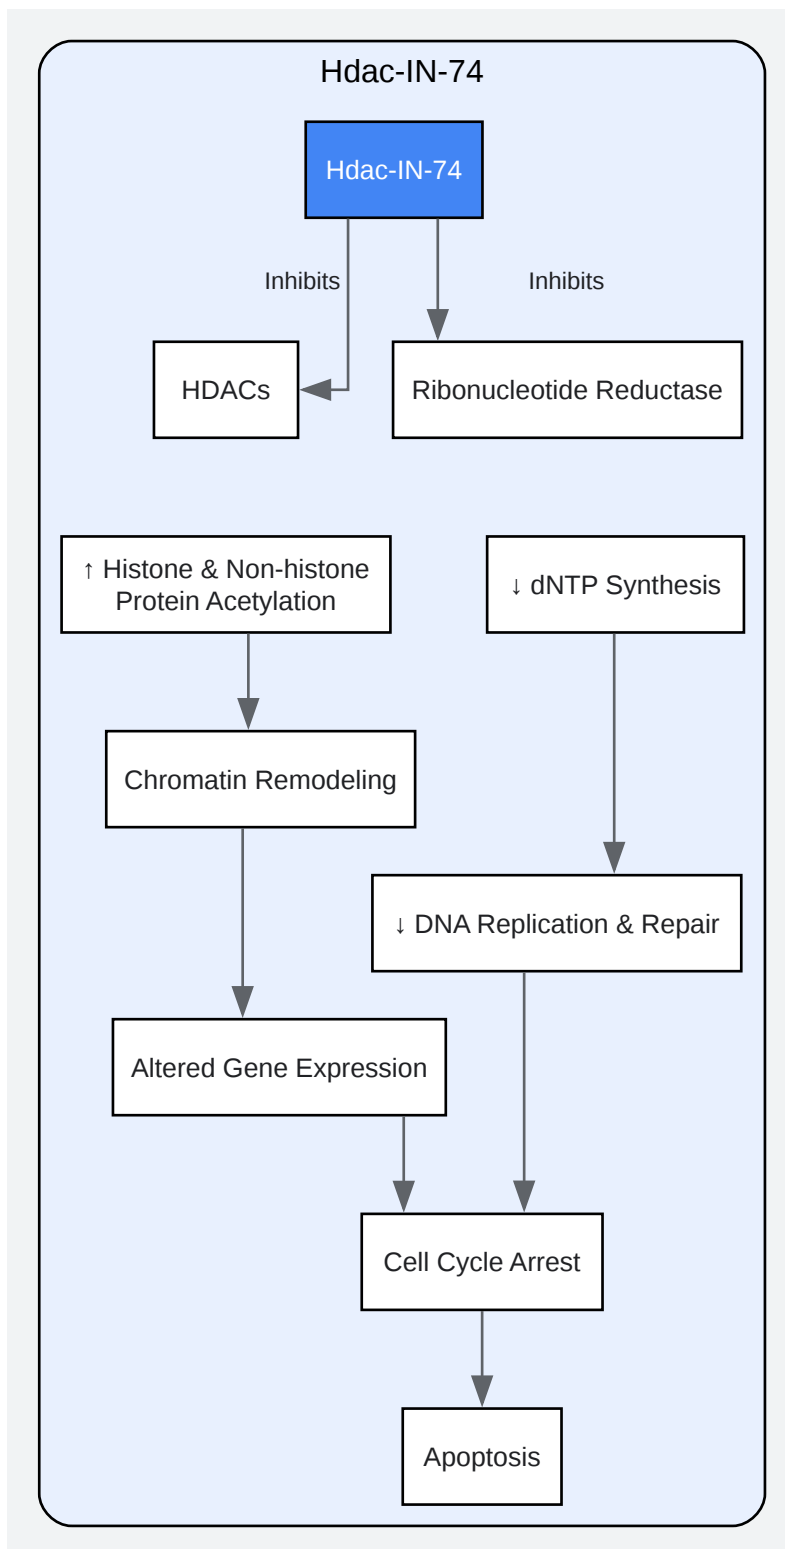 Hdac-IN-74
Hdac-IN-74
Inhibits
Inhibits
HDACs
Ribonucleotide Reductase
↑ Histone & Non-histone
Protein Acetylation
↓ dNTP Synthesis
Chromatin Remodeling
↓ DNA Replication & Repair
Altered Gene Expression
Cell Cycle Arrest
Apoptosis